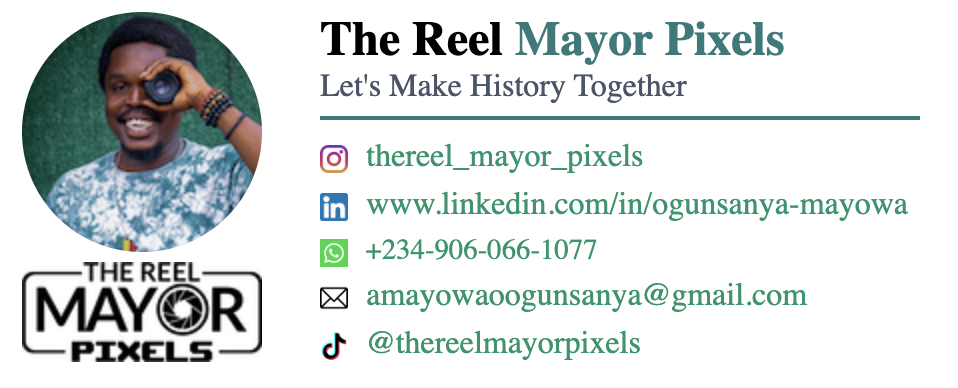 The Reel Mayor Pixels
Let's Make History Together
thereel_mayor_pixels
www.linkedin.com/in/ogunsanya-mayowa
+234-906-066-1077
amayowaoogunsanya@gmail.com
@thereelmayorpixels
THE REEL
MAYOR
PIXELS